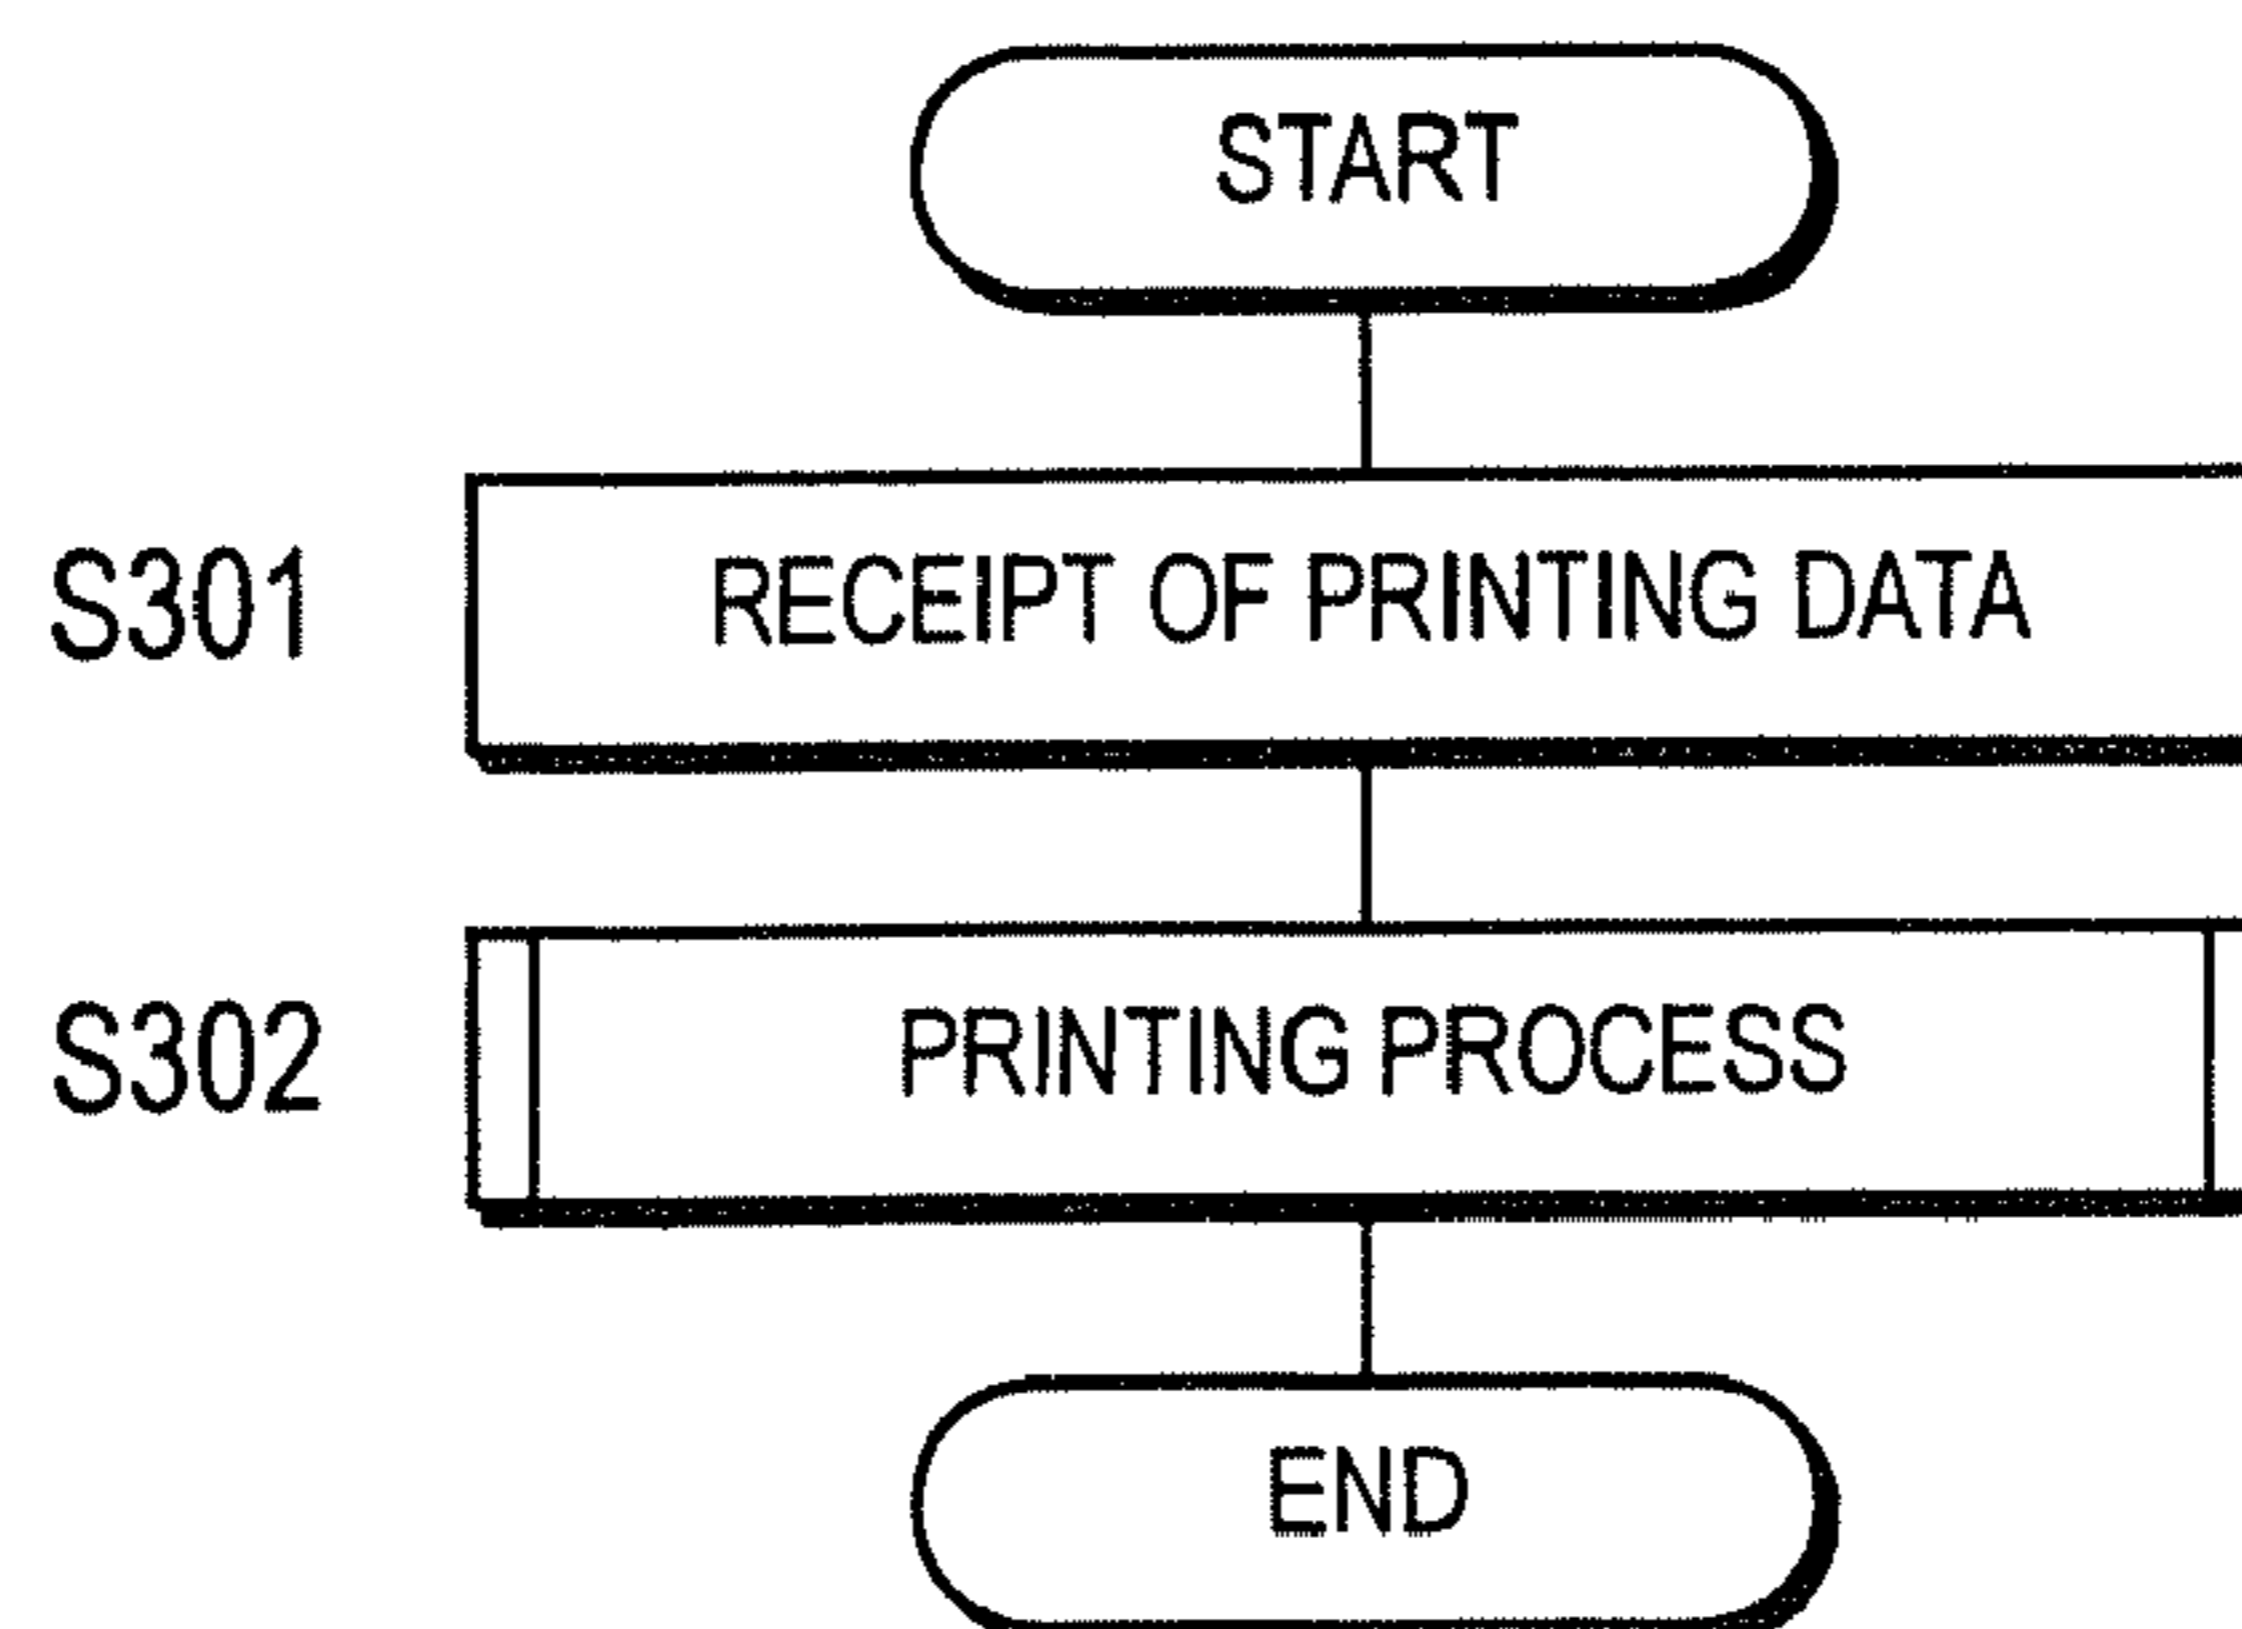 START
S301 RECEIPT OF PRINTING DATA
S302 PRINTING PROCESS
END